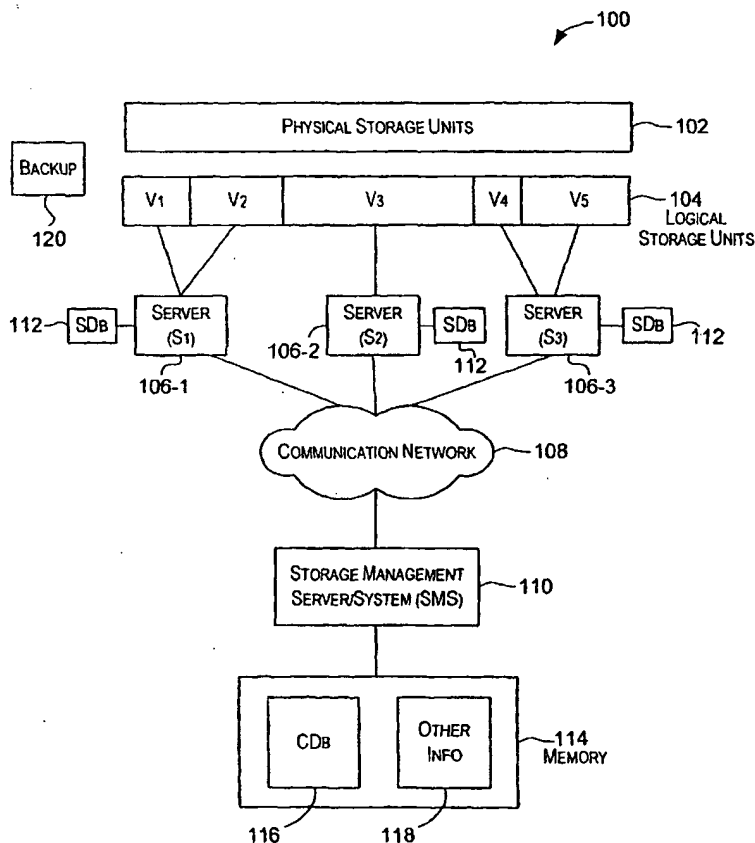 100
PHYSICAL STORAGE UNITS
102
BACKUP
120
V1 V2 V3 V4 V5
104
LOGICAL
STORAGE UNITS
112 SDB SERVER
(S1)
106-1
106-2 SERVER
(S2)
SDB
112
SERVER
(S3)
SDB
112
106-3
COMMUNICATION NETWORK
108
STORAGE MANAGEMENT
SERVER/SYSTEM (SMS)
110
CDB
OTHER
INFO
114
MEMORY
116
118